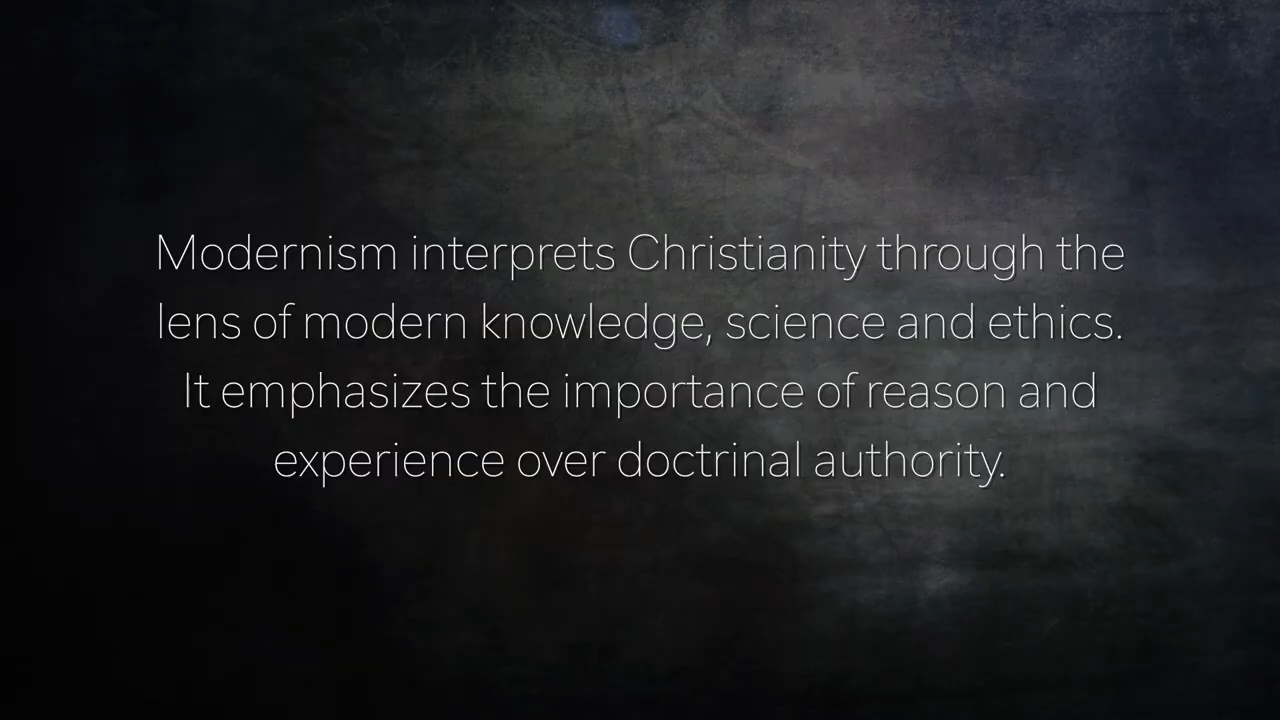 Modernism interprets Christianity through the
lens of modern knowledge, science and ethics.
It emphasizes the importance of reason and
experience over doctrinal authority.